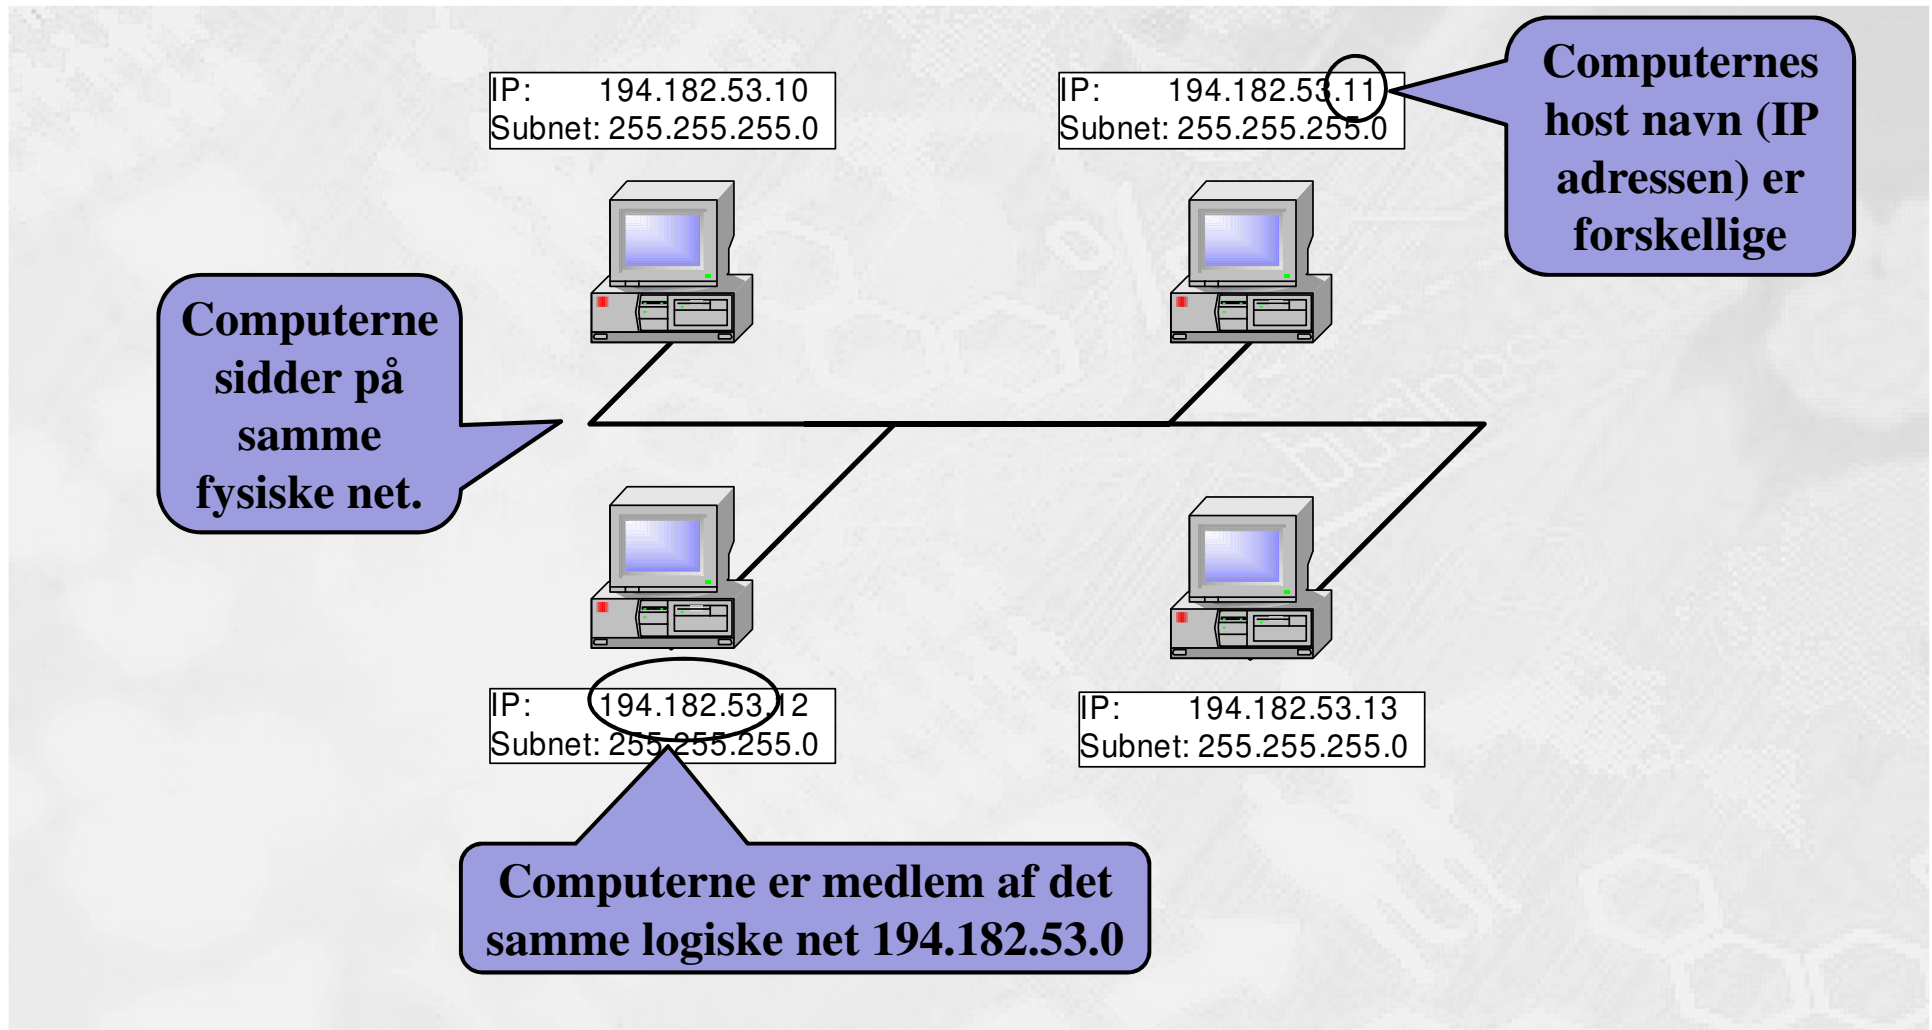 IP: 194.182.53.10
Subnet: 255.255.255.0
IP: 194.182.53.11
Subnet: 255.255.255.0
Computernes
host navn (IP
adressen) er
forskellige
Computerne
sidder på
samme
fysiske net.
IP: 194.182.53.12
Subnet: 255.255.255.0
IP: 194.182.53.13
Subnet: 255.255.255.0
Computerne er medlem af det
samme logiske net 194.182.53.0